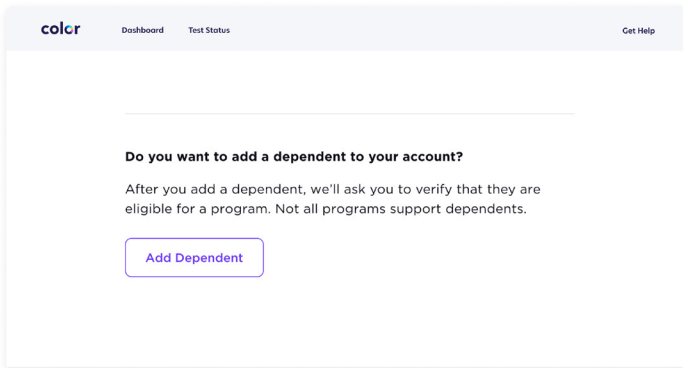 color
Dashboard
Test Status
Get Help
Do you want to add a dependent to your account?
After you add a dependent, we'll ask you to verify that they are
eligible for a program. Not all programs support dependents.
Add Dependent